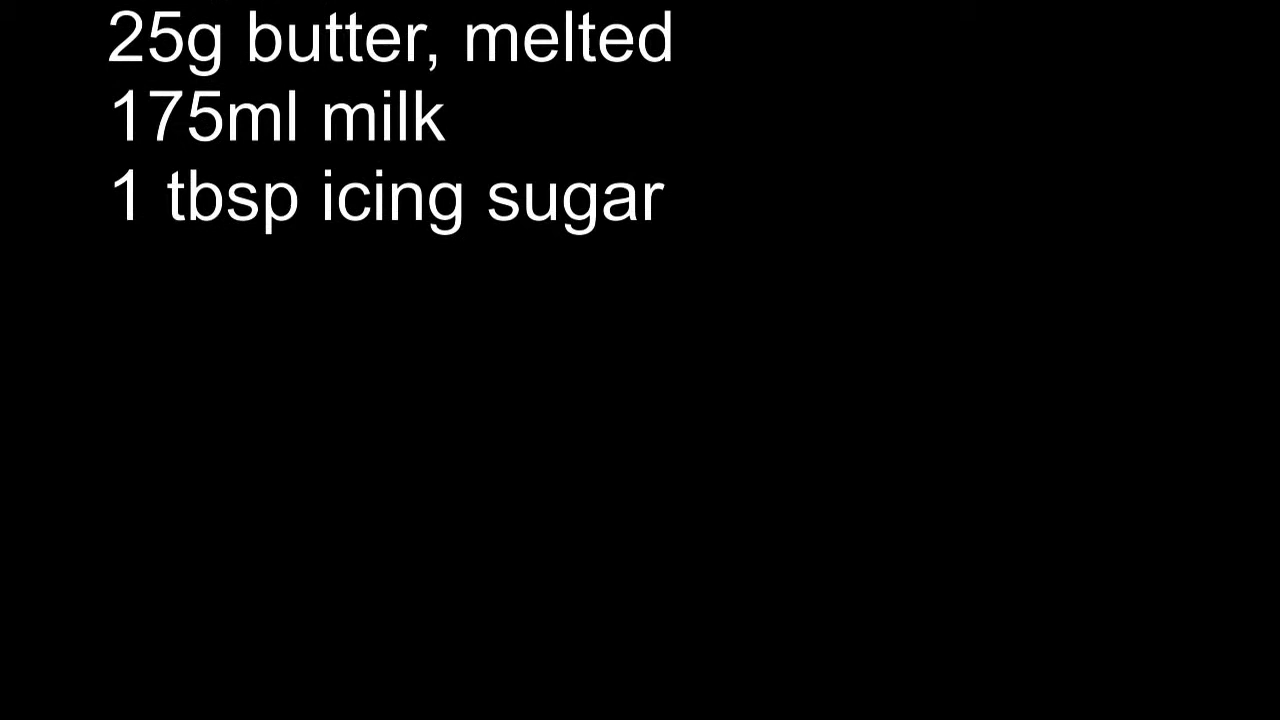 25g butter, melted
175ml milk
1 tbsp icing sugar